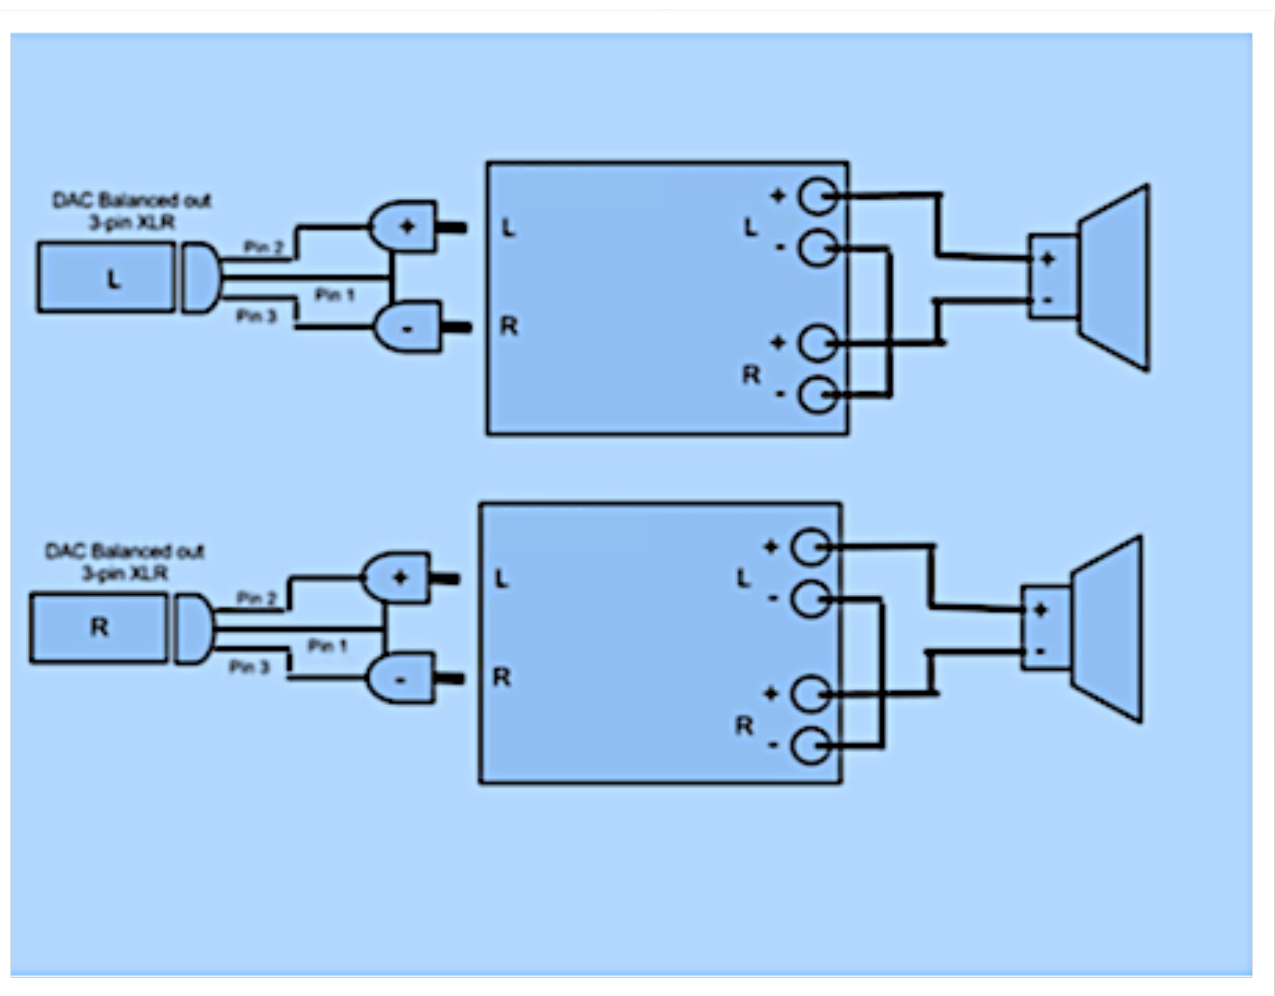 DAC Balanced out
3-pin XLR
L
Pin 2
Pin 1
Pin 3
+
-
L
R
+
L
-
+
R
-
+
-
DAC Balanced out
3-pin XLR
R
Pin 2
Pin 1
Pin 3
+
-
L
R
+
L
-
+
R
-
+
-